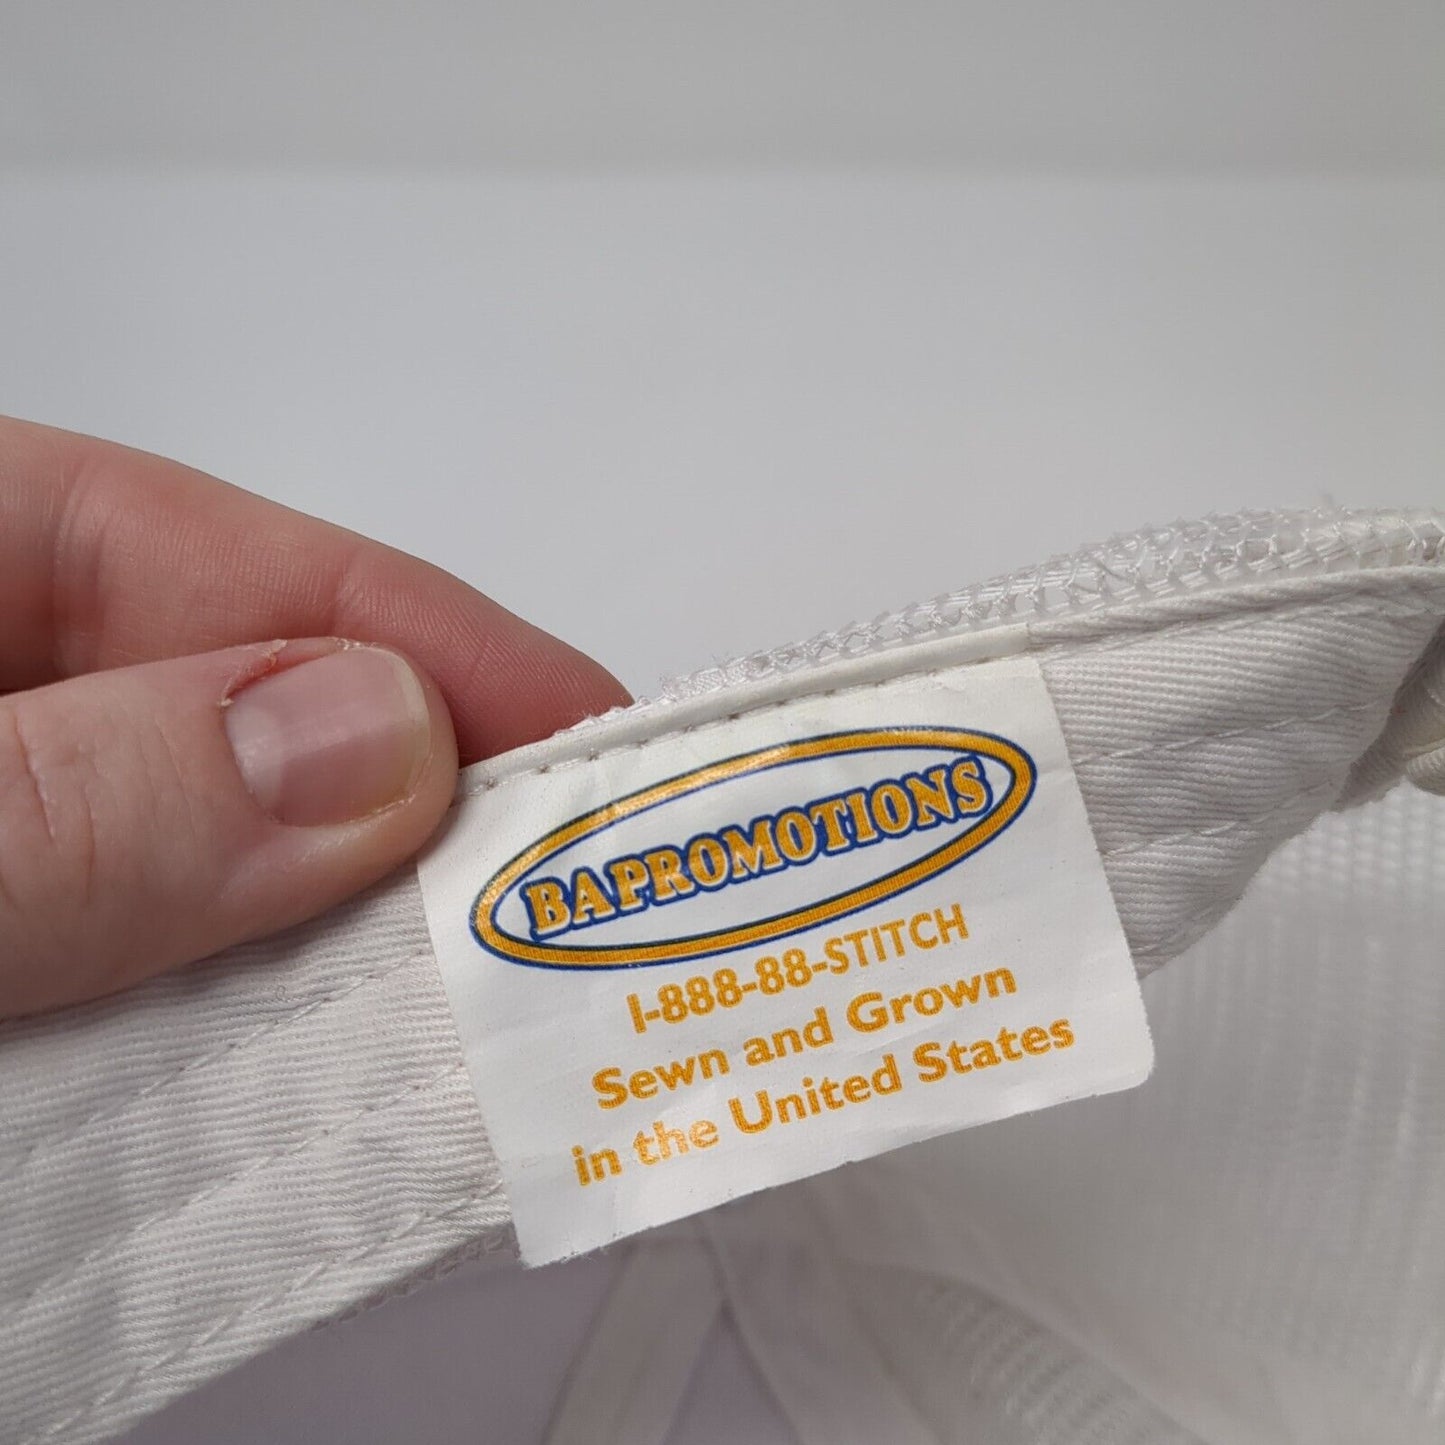 BAPROMOTIONS
1-888-88-STITCH
Sewn and Grown
in the United States